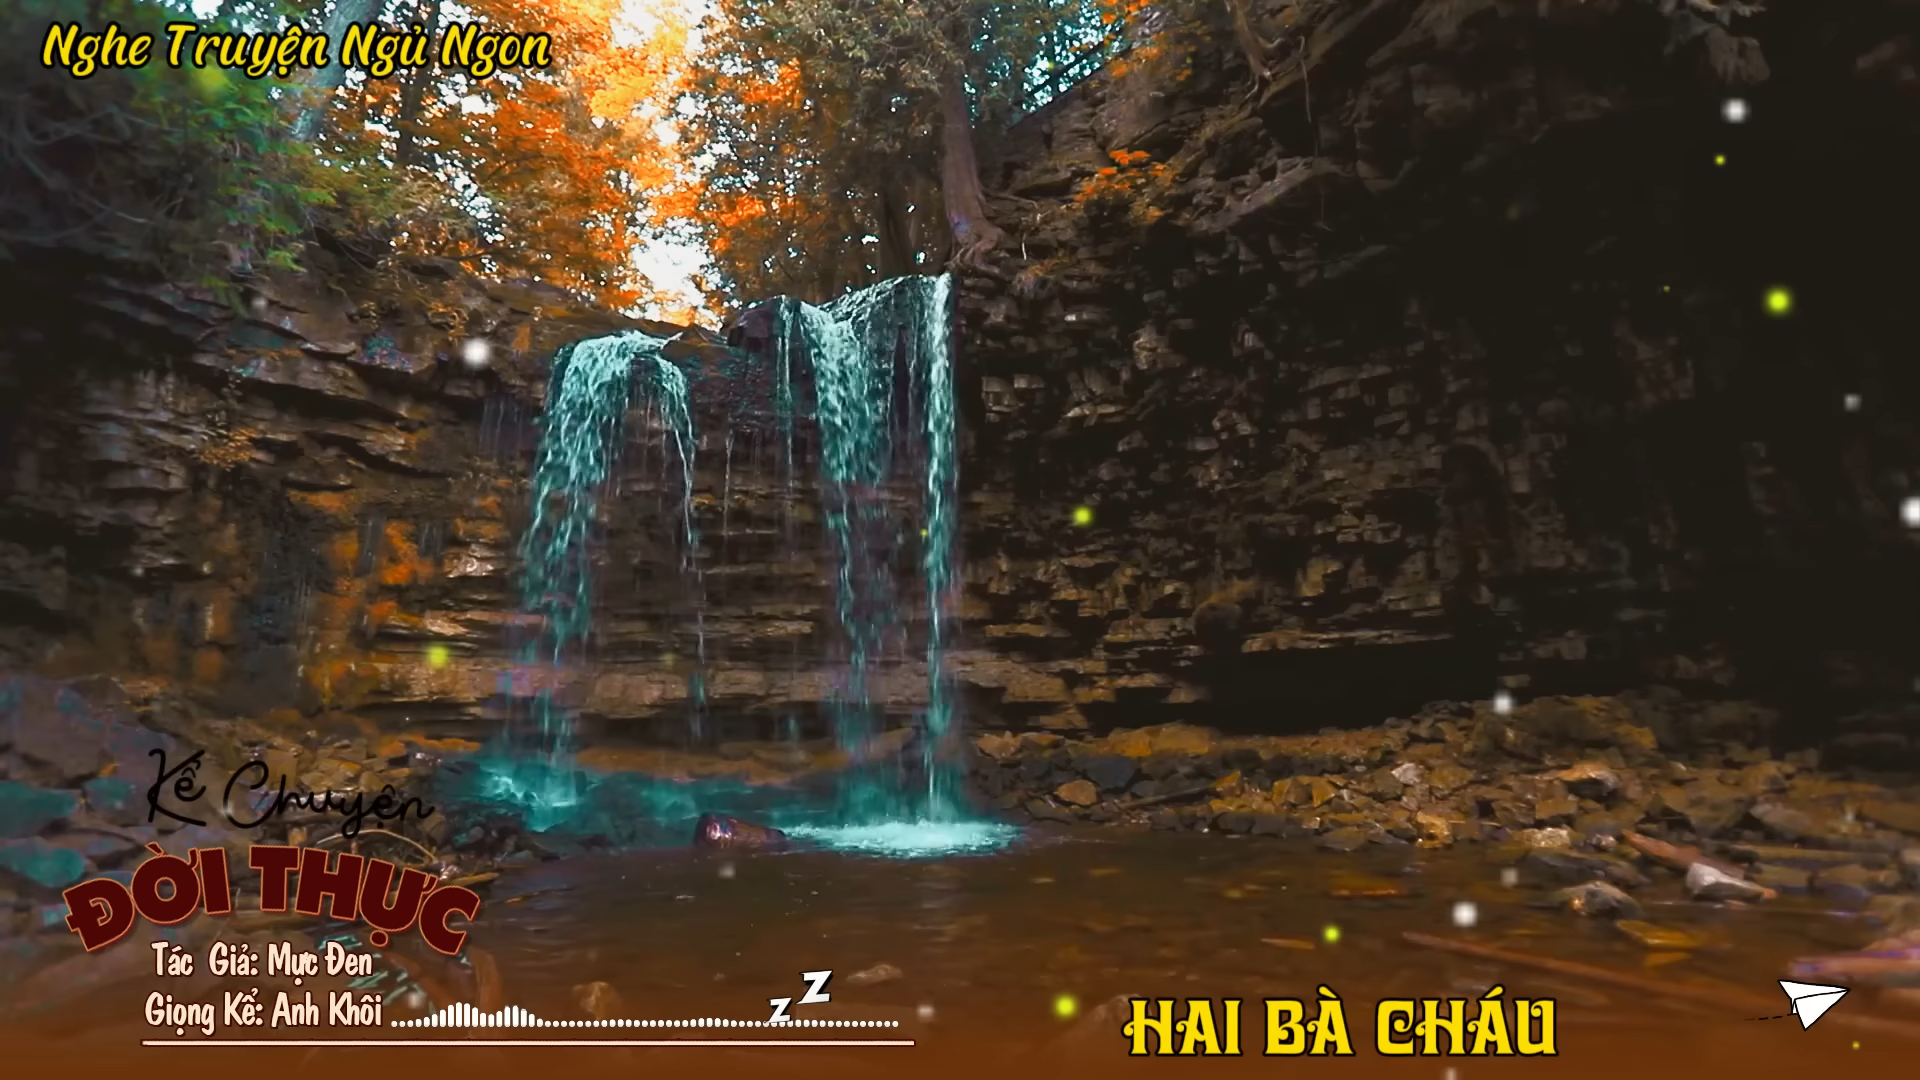 Nghe Truyện Ngủ Ngon
Kể Chuyện
ĐỜI THỰC
Tác Giả: Mực Đen
Giọng Kể: Anh Khôi
z Z
HAI BÀ CHÁU